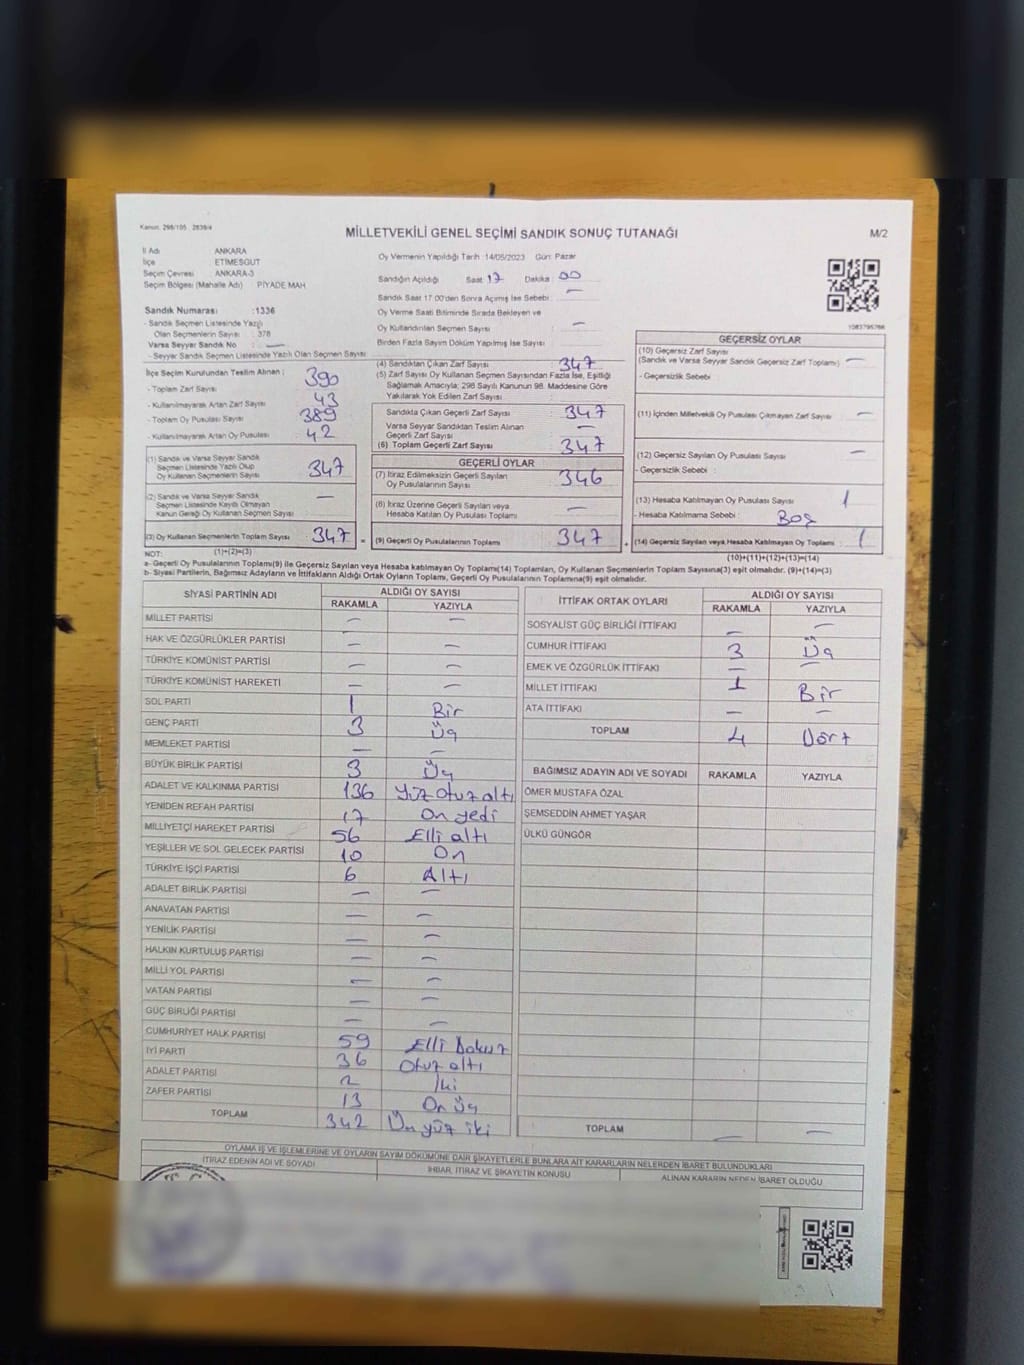 Kanun: 298/105 , 2839/4
MİLLETVEKİLİ GENEL SEÇİMİ SANDIK SONUÇ TUTANAĞI
M/2
İl Adı ANKARA
İlçe ETİMESGUT
Seçim Çevresi : ANKARA-3
Seçim Bölgesi (Mahalle Adı) PİYADE MAH.
Oy Vermenin Yapıldığı Tarih: 14/05/2023 Gün: Pazar
Sandığın Açıldığı Saat: 17 Dakika: 00
Sandık Saat 17.00'den Sonra Açılmış İse Sebebi : —
Oy Verme Saati Bitiminde Sırada Bekleyen ve
Oy Kullandırılan Seçmen Sayısı : —
Birden Fazla Sayım Döküm Yapılmış İse Sayısı :
1083795766
Sandık Numarası :1336
- Sandık Seçmen Listesinde Yazılı
Olan Seçmenlerin Sayısı : 378
Varsa Seyyar Sandık No : —
- Seyyar Sandık Seçmen Listesinde Yazılı Olan Seçmen Sayısı
İlçe Seçim Kurulundan Teslim Alınan ;
- Toplam Zarf Sayısı 390
- Kullanılmayarak Artan Zarf Sayısı 43
- Toplam Oy Pusulası Sayısı 389
- Kullanılmayarak Artan Oy Pusulası 42
(1) Sandık ve Varsa Seyyar Sandık
Seçmen Listesinde Yazılı Olup
Oy Kullanan Seçmenlerin Sayısı 347
(2) Sandık ve Varsa Seyyar Sandık
Seçmen Listesinde Kayıtlı Olmayan
Kanun Gereği Oy Kullanan Seçmen Sayısı —
(3) Oy Kullanan Seçmenlerin Toplam Sayısı 347 =
(1)+(2)=(3)
(4) Sandıktan Çıkan Zarf Sayısı 347
(5) Zarf Sayısı Oy Kullanan Seçmen Sayısından Fazla İse, Eşitliği
Sağlamak Amacıyla; 298 Sayılı Kanunun 98. Maddesine Göre
Yakılarak Yok Edilen Zarf Sayısı :
Sandıkta Çıkan Geçerli Zarf Sayısı 347
Varsa Seyyar Sandıktan Teslim Alınan
Geçerli Zarf Sayısı —
(6) Toplam Geçerli Zarf Sayısı 347
GEÇERLİ OYLAR
(7) İtiraz Edilmeksizin Geçerli Sayılan
Oy Pusulalarının Sayısı 346
(8) İtiraz Üzerine Geçerli Sayılan veya
Hesaba Katılan Oy Pusulası Toplamı —
(9) Geçerli Oy Pusulalarının Toplamı 347 +
GEÇERSİZ OYLAR
(10) Geçersiz Zarf Sayısı
(Sandık ve Varsa Seyyar Sandık Geçersiz Zarf Toplamı) —
- Geçersizlik Sebebi :
(11) İçinden Milletvekili Oy Pusulası Çıkmayan Zarf Sayısı : —
(12) Geçersiz Sayılan Oy Pusulası Sayısı —
- Geçersizlik Sebebi :
(13) Hesaba Katılmayan Oy Pusulası Sayısı 1
- Hesaba Katılmama Sebebi : Boş
(14) Geçersiz Sayılan veya Hesaba Katılmayan Oy Toplamı : 1
(10)+(11)+(12)+(13)=(14)
NOT:
a- Geçerli Oy Pusulalarının Toplamı(9) ile Geçersiz Sayılan veya Hesaba katılmayan Oy Toplamı(14) Toplamları, Oy Kullanan Seçmenlerin Toplam Sayısına(3) eşit olmalıdır. (9)+(14)=(3)
b- Siyasi Partilerin, Bağımsız Adayların ve İttifakların Aldığı Ortak Oyların Toplamı, Geçerli Oy Pusulalarının Toplamına(9) eşit olmalıdır.
SİYASİ PARTİNİN ADI ALDIĞI OY SAYISI
RAKAMLA YAZIYLA
MİLLET PARTİSİ — —
HAK VE ÖZGÜRLÜKLER PARTİSİ — —
TÜRKİYE KOMÜNİST PARTİSİ — —
TÜRKİYE KOMÜNİST HAREKETİ — —
SOL PARTİ 1 Bir
GENÇ PARTİ 3 Üç
MEMLEKET PARTİSİ — —
BÜYÜK BİRLİK PARTİSİ 3 Üç
ADALET VE KALKINMA PARTİSİ 136 Yüz otuz altı
YENİDEN REFAH PARTİSİ 17 On yedi
MİLLİYETÇİ HAREKET PARTİSİ 56 Elli altı
YEŞİLLER VE SOL GELECEK PARTİSİ 10 On
TÜRKİYE İŞÇİ PARTİSİ 6 Altı
ADALET BİRLİK PARTİSİ — —
ANAVATAN PARTİSİ — —
YENİLİK PARTİSİ — —
HALKIN KURTULUŞ PARTİSİ — —
MİLLİ YOL PARTİSİ — —
VATAN PARTİSİ — —
GÜÇ BİRLİĞİ PARTİSİ — —
CUMHURİYET HALK PARTİSİ 59 Elli Dokuz
İYİ PARTİ 36 Otuz altı
ADALET PARTİSİ 2 İki
ZAFER PARTİSİ 13 On Üç
TOPLAM 342 Üç yüz iki
İTTİFAK ORTAK OYLARI ALDIĞI OY SAYISI
RAKAMLA YAZIYLA
SOSYALİST GÜÇ BİRLİĞİ İTTİFAKI — —
CUMHUR İTTİFAKI 3 Üç
EMEK VE ÖZGÜRLÜK İTTİFAKI — —
MİLLET İTTİFAKI 1 Bir
ATA İTTİFAKI — —
TOPLAM 4 Dört
BAĞIMSIZ ADAYIN ADI VE SOYADI RAKAMLA YAZIYLA
ÖMER MUSTAFA ÖZAL
ŞEMSEDDİN AHMET YAŞAR
ÜLKÜ GÜNGÖR
TOPLAM — —
OYLAMA İŞ VE İŞLEMLERİNE VE OYLARIN SAYIM DÖKÜMÜNE DAİR ŞİKAYETLERLE BUNLARA AİT KARARLARIN NELERDEN İBARET BULUNDUKLARI
İTİRAZ EDENİN ADI VE SOYADI İHBAR, İTİRAZ VE ŞİKAYETİN KONUSU ALINAN KARARIN NEDEN İBARET OLDUĞU